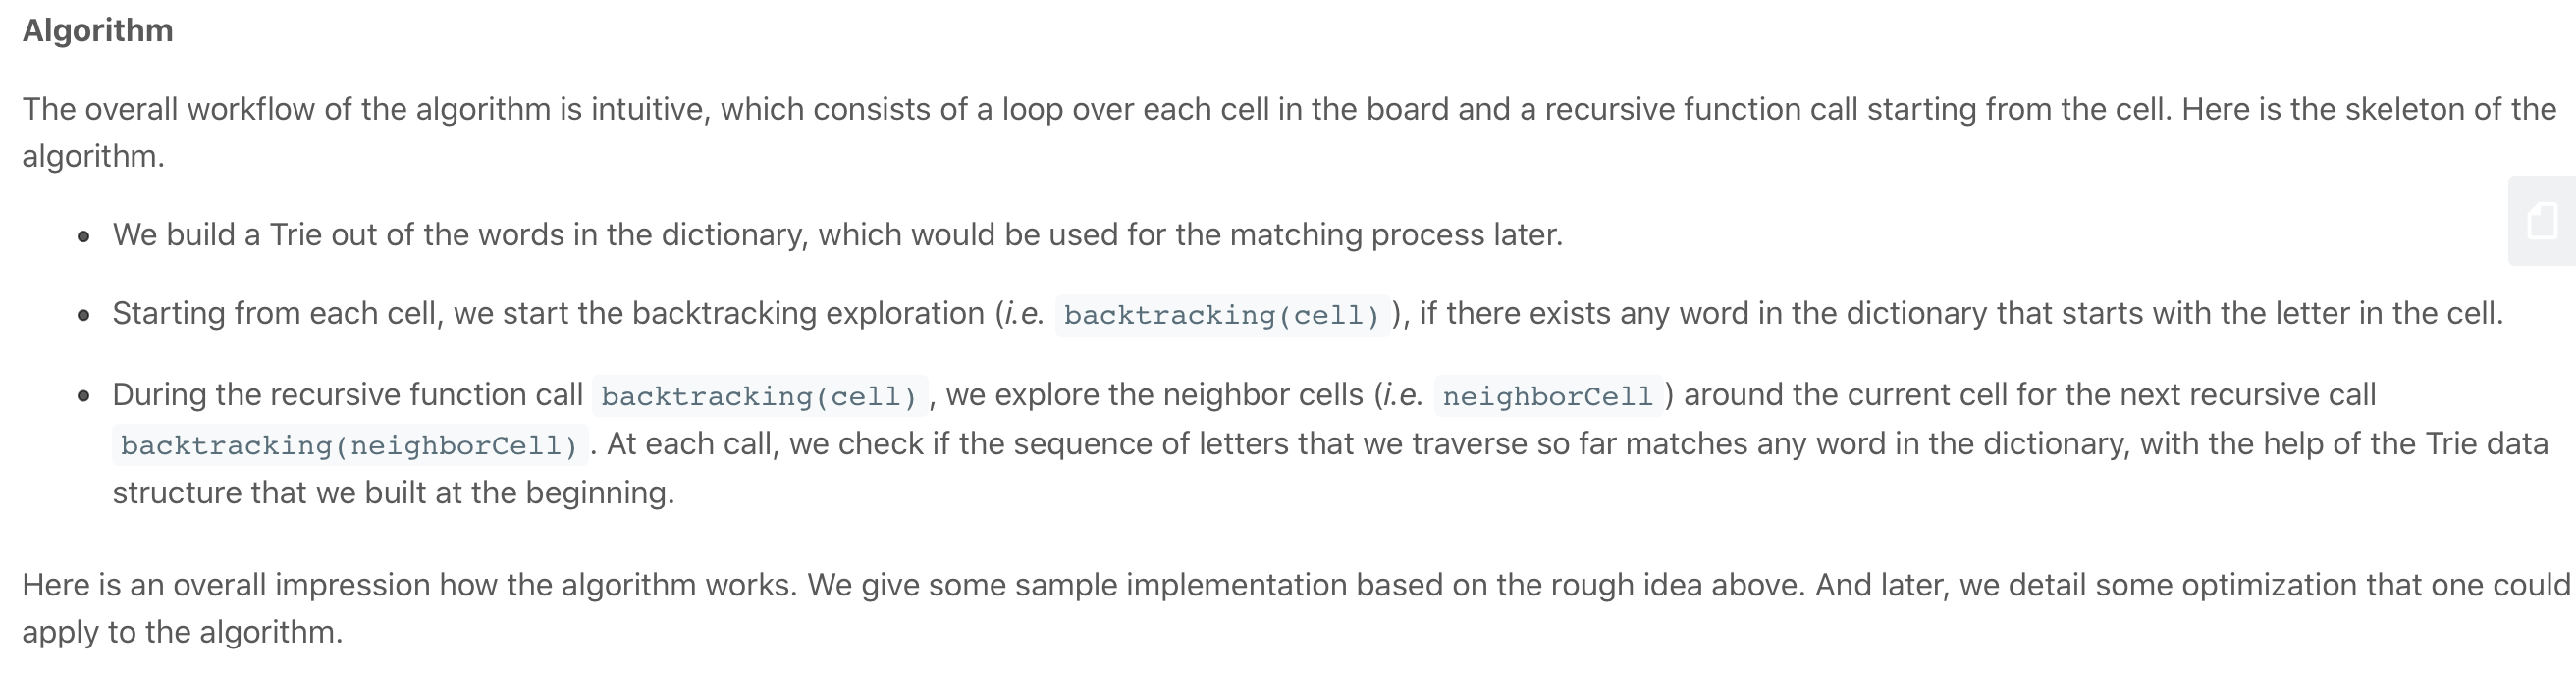 Algorithm
The overall workflow of the algorithm is intuitive, which consists of a loop over each cell in the board and a recursive function call starting from the cell. Here is the skeleton of the
algorithm.
• We build a Trie out of the words in the dictionary, which would be used for the matching process later.
• Starting from each cell, we start the backtracking exploration (i.e. backtracking(cell)), if there exists any word in the dictionary that starts with the letter in the cell.
• During the recursive function call backtracking(cell), we explore the neighbor cells (i.e. neighborCell) around the current cell for the next recursive call
backtracking(neighborCell). At each call, we check if the sequence of letters that we traverse so far matches any word in the dictionary, with the help of the Trie data
structure that we built at the beginning.
Here is an overall impression how the algorithm works. We give some sample implementation based on the rough idea above. And later, we detail some optimization that one could
apply to the algorithm.